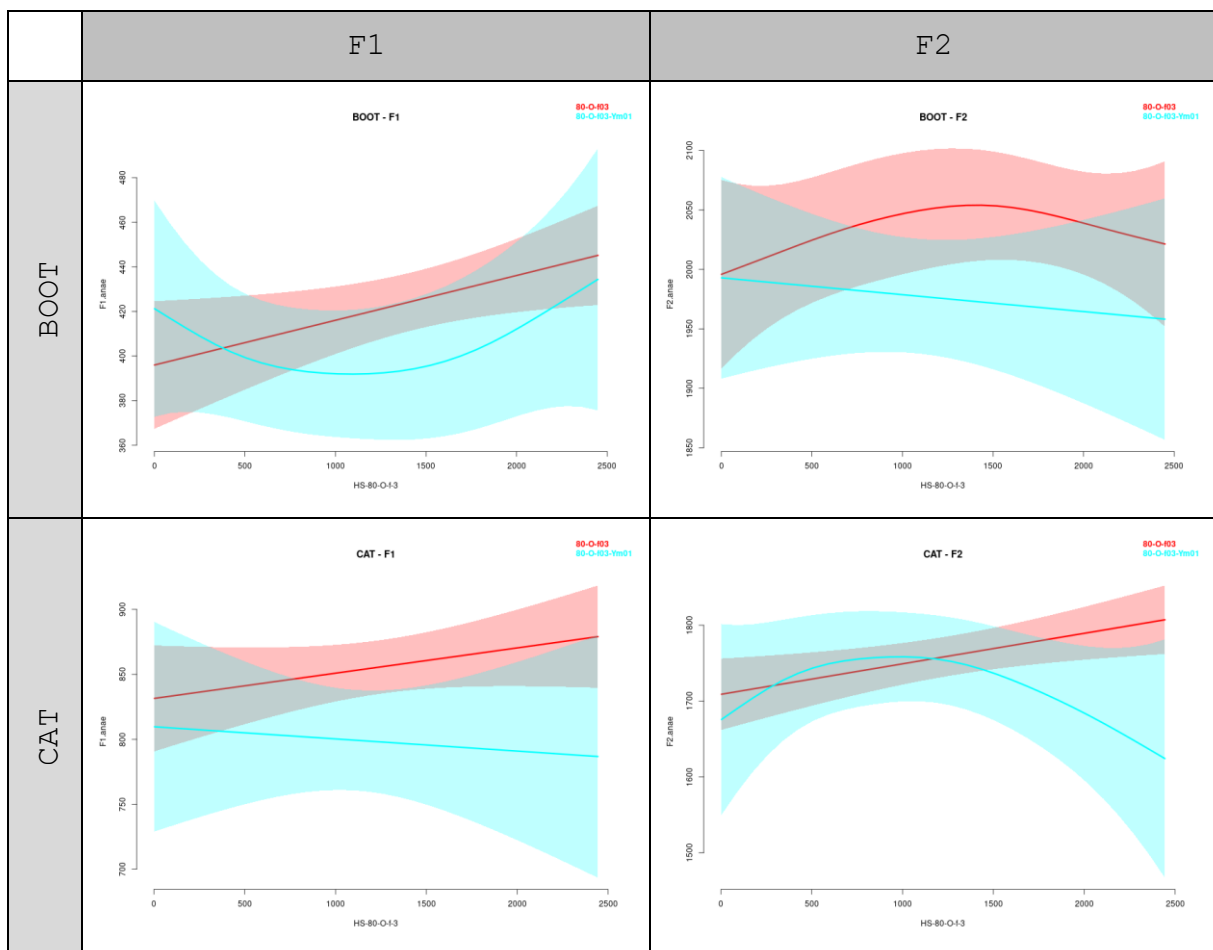 F1
F2
BOOT
BOOT - F1
80-O-f03
80-O-f03-Ym01
F1.anae
480
460
440
420
400
380
360
0 500 1000 1500 2000 2500
HS-80-O-f-3
BOOT - F2
80-O-f03
80-O-f03-Ym01
F2.anae
2100
2050
2000
1950
1900
1850
0 500 1000 1500 2000 2500
HS-80-O-f-3
CAT
CAT - F1
80-O-f03
80-O-f03-Ym01
F1.anae
900
850
800
750
700
0 500 1000 1500 2000 2500
HS-80-O-f-3
CAT - F2
80-O-f03
80-O-f03-Ym01
F2.anae
1800
1700
1600
1500
0 500 1000 1500 2000 2500
HS-80-O-f-3